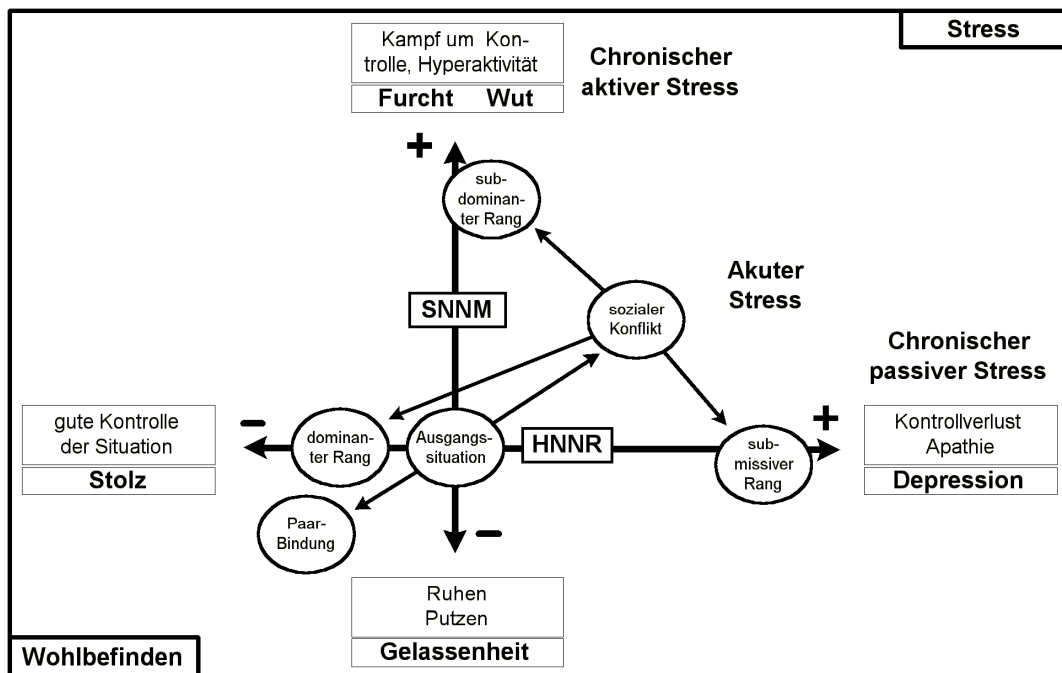 Stress
Kampf um Kon-
trolle, Hyperaktivität
Furcht Wut
Chronischer
aktiver Stress
+
sub-
dominan-
ter Rang
Akuter
Stress
SNNM
sozialer
Konflikt
Chronischer
passiver Stress
gute Kontrolle
der Situation
Stolz
−
dominan-
ter Rang
Ausgangs-
situation
HNNR
sub-
missiver
Rang
+
Kontrollverlust
Apathie
Depression
Paar-
Bindung
−
Ruhen
Putzen
Gelassenheit
Wohlbefinden